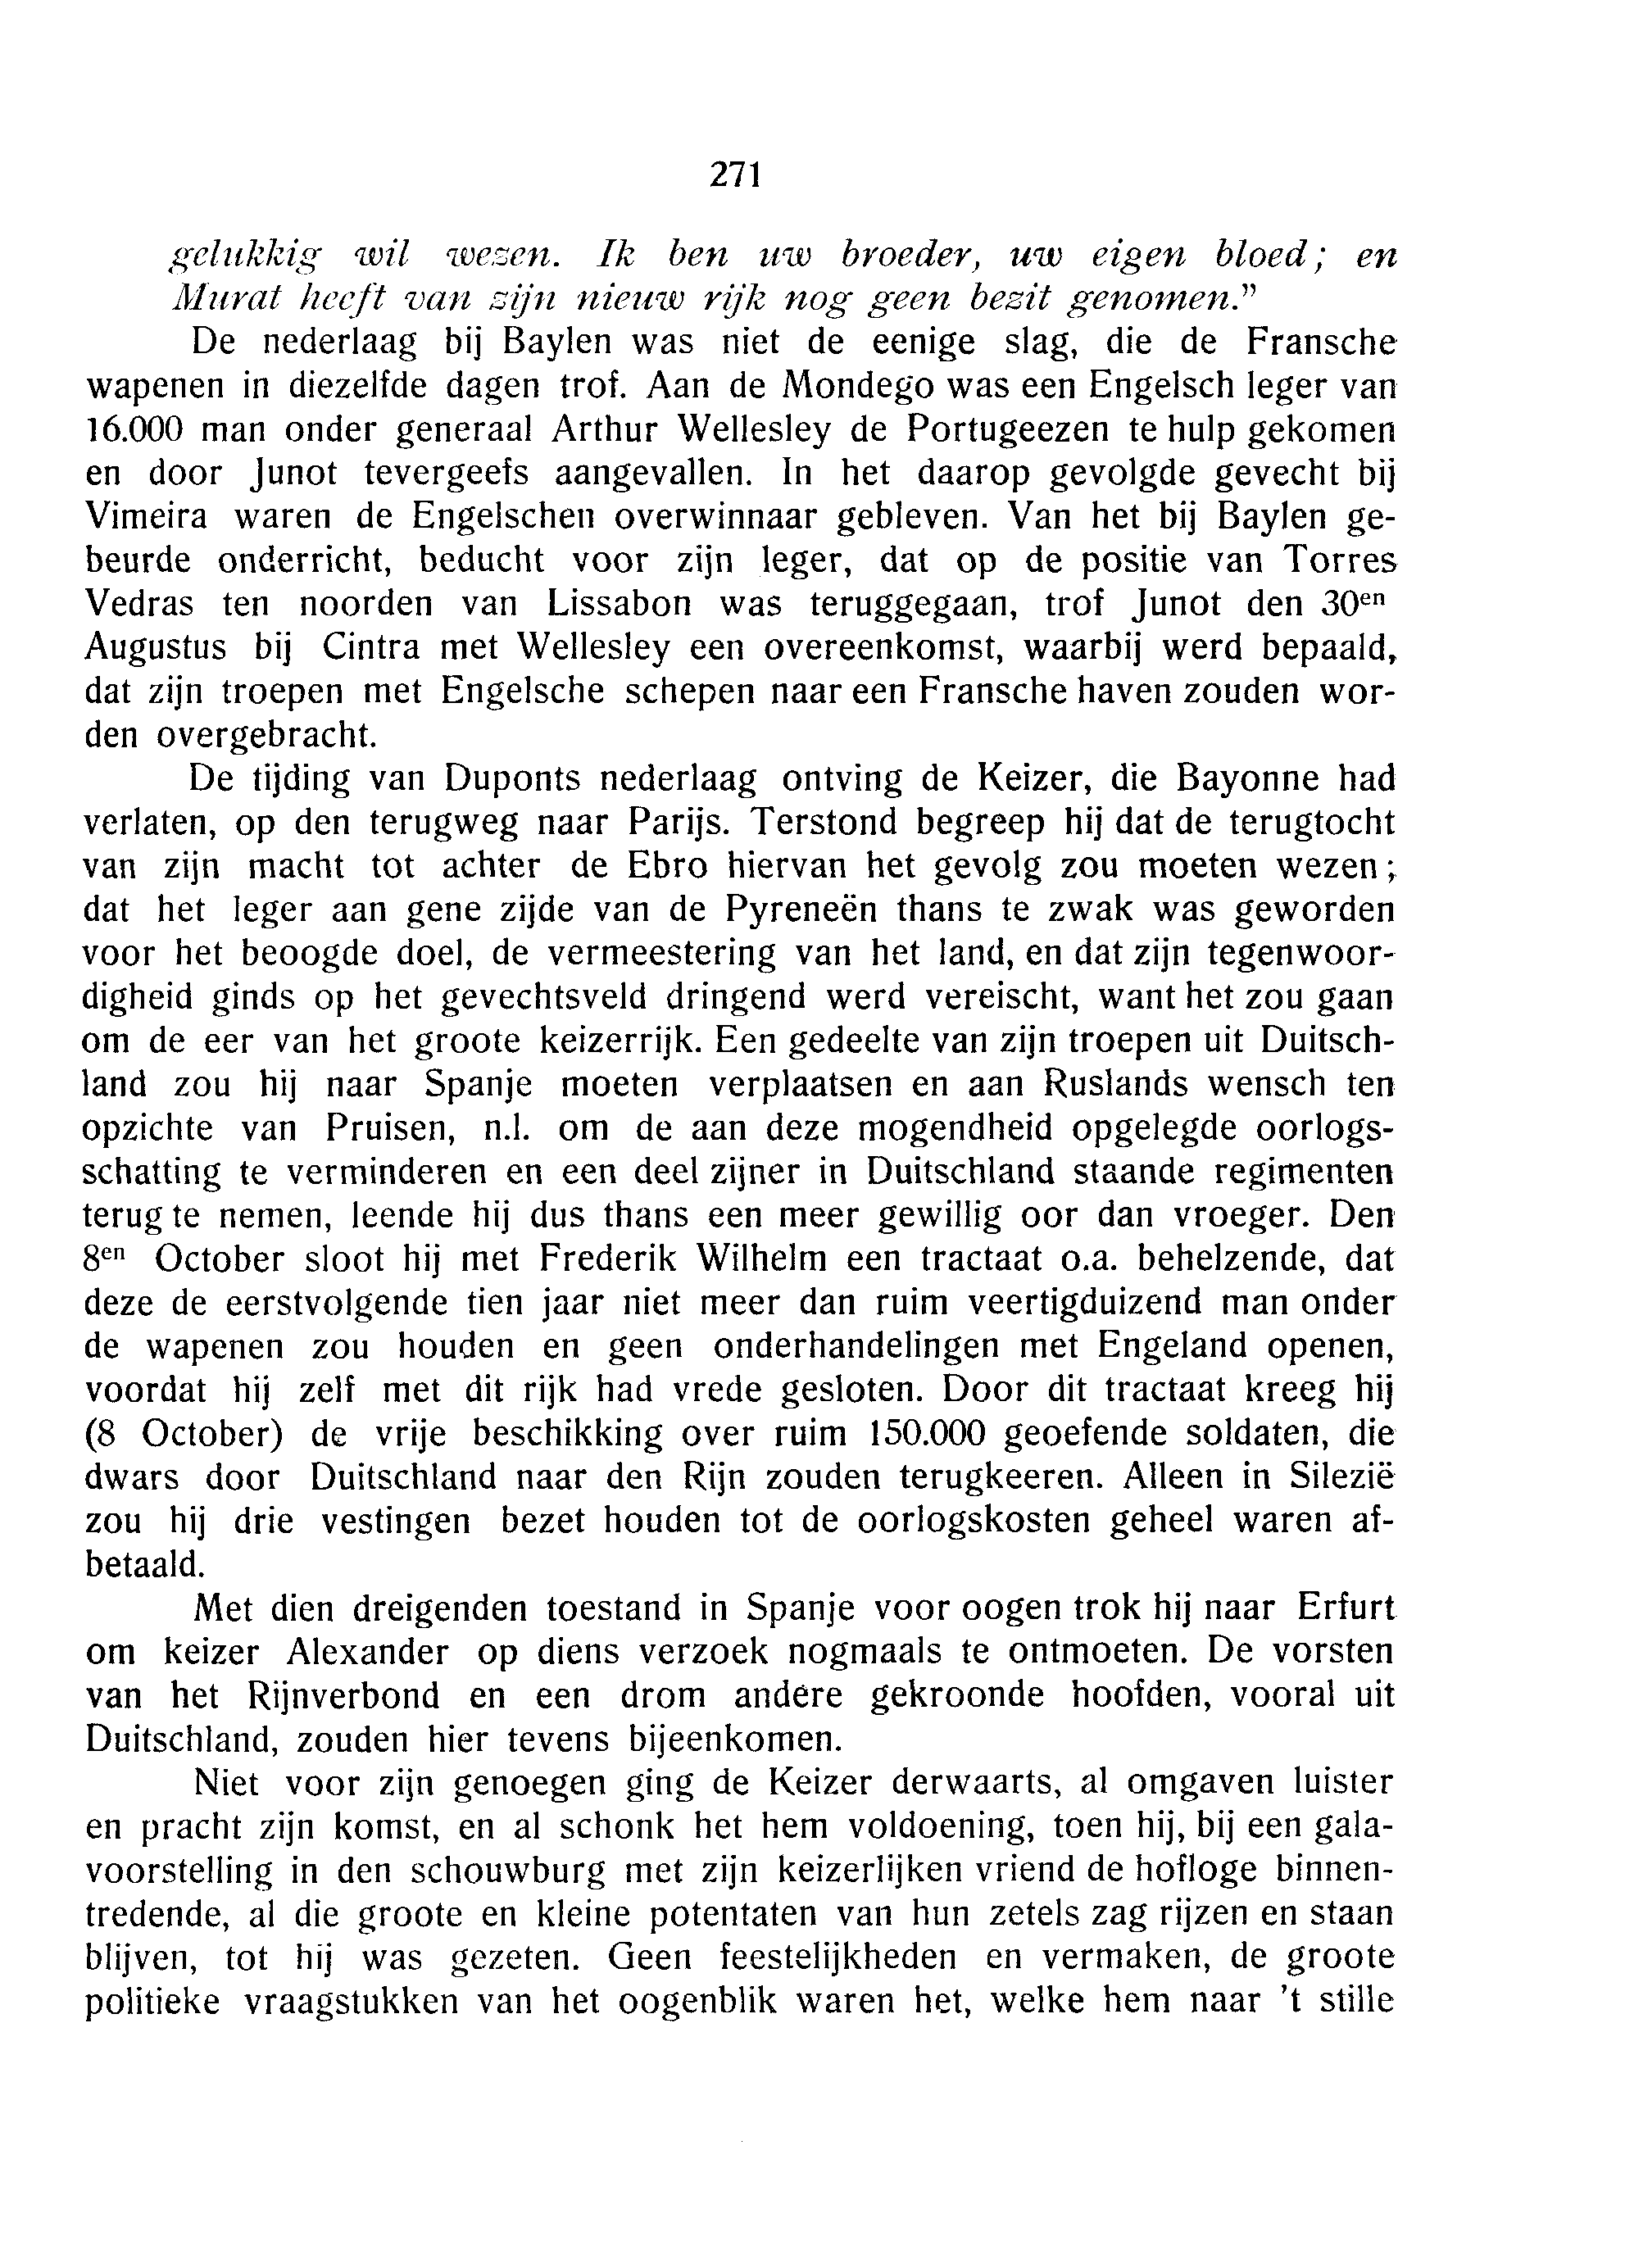 271
gelukkig wil wezen. Ik ben uw broeder, uw eigen bloed; en
Murat heeft van zijn nieuw rijk nog geen bezit genomen.”
De nederlaag bij Baylen was niet de eenige slag, die de Fransche
wapenen in diezelfde dagen trof. Aan de Mondego was een Engelsch leger van
16.000 man onder generaal Arthur Wellesley de Portugeezen te hulp gekomen
en door Junot tevergeefs aangevallen. In het daarop gevolgde gevecht bij
Vimeira waren de Engelschen overwinnaar gebleven. Van het bij Baylen ge-
beurde onderricht, beducht voor zijn leger, dat op de positie van Torres
Vedras ten noorden van Lissabon was teruggegaan, trof Junot den 30en
Augustus bij Cintra met Wellesley een overeenkomst, waarbij werd bepaald,
dat zijn troepen met Engelsche schepen naar een Fransche haven zouden wor-
den overgebracht.
De tijding van Duponts nederlaag ontving de Keizer, die Bayonne had
verlaten, op den terugweg naar Parijs. Terstond begreep hij dat de terugtocht
van zijn macht tot achter de Ebro hiervan het gevolg zou moeten wezen;
dat het leger aan gene zijde van de Pyreneën thans te zwak was geworden
voor het beoogde doel, de vermeestering van het land, en dat zijn tegenwoor-
digheid ginds op het gevechtsveld dringend werd vereischt, want het zou gaan
om de eer van het groote keizerrijk. Een gedeelte van zijn troepen uit Duitsch-
land zou hij naar Spanje moeten verplaatsen en aan Ruslands wensch ten
opzichte van Pruisen, n.l. om de aan deze mogendheid opgelegde oorlogs-
schatting te verminderen en een deel zijner in Duitschland staande regimenten
terug te nemen, leende hij dus thans een meer gewillig oor dan vroeger. Den
8en October sloot hij met Frederik Wilhelm een tractaat o.a. behelzende, dat
deze de eerstvolgende tien jaar niet meer dan ruim veertigduizend man onder
de wapenen zou houden en geen onderhandelingen met Engeland openen,
voordat hij zelf met dit rijk had vrede gesloten. Door dit tractaat kreeg hij
(8 October) de vrije beschikking over ruim 150.000 geoefende soldaten, die
dwars door Duitschland naar den Rijn zouden terugkeeren. Alleen in Silezië
zou hij drie vestingen bezet houden tot de oorlogskosten geheel waren af-
betaald.
Met dien dreigenden toestand in Spanje voor oogen trok hij naar Erfurt
om keizer Alexander op diens verzoek nogmaals te ontmoeten. De vorsten
van het Rijnverbond en een drom andere gekroonde hoofden, vooral uit
Duitschland, zouden hier tevens bijeenkomen.
Niet voor zijn genoegen ging de Keizer derwaarts, al omgaven luister
en pracht zijn komst, en al schonk het hem voldoening, toen hij, bij een gala-
voorstelling in den schouwburg met zijn keizerlijken vriend de hofloge binnen-
tredende, al die groote en kleine potentaten van hun zetels zag rijzen en staan
blijven, tot hij was gezeten. Geen feestelijkheden en vermaken, de groote
politieke vraagstukken van het oogenblik waren het, welke hem naar ’t stille